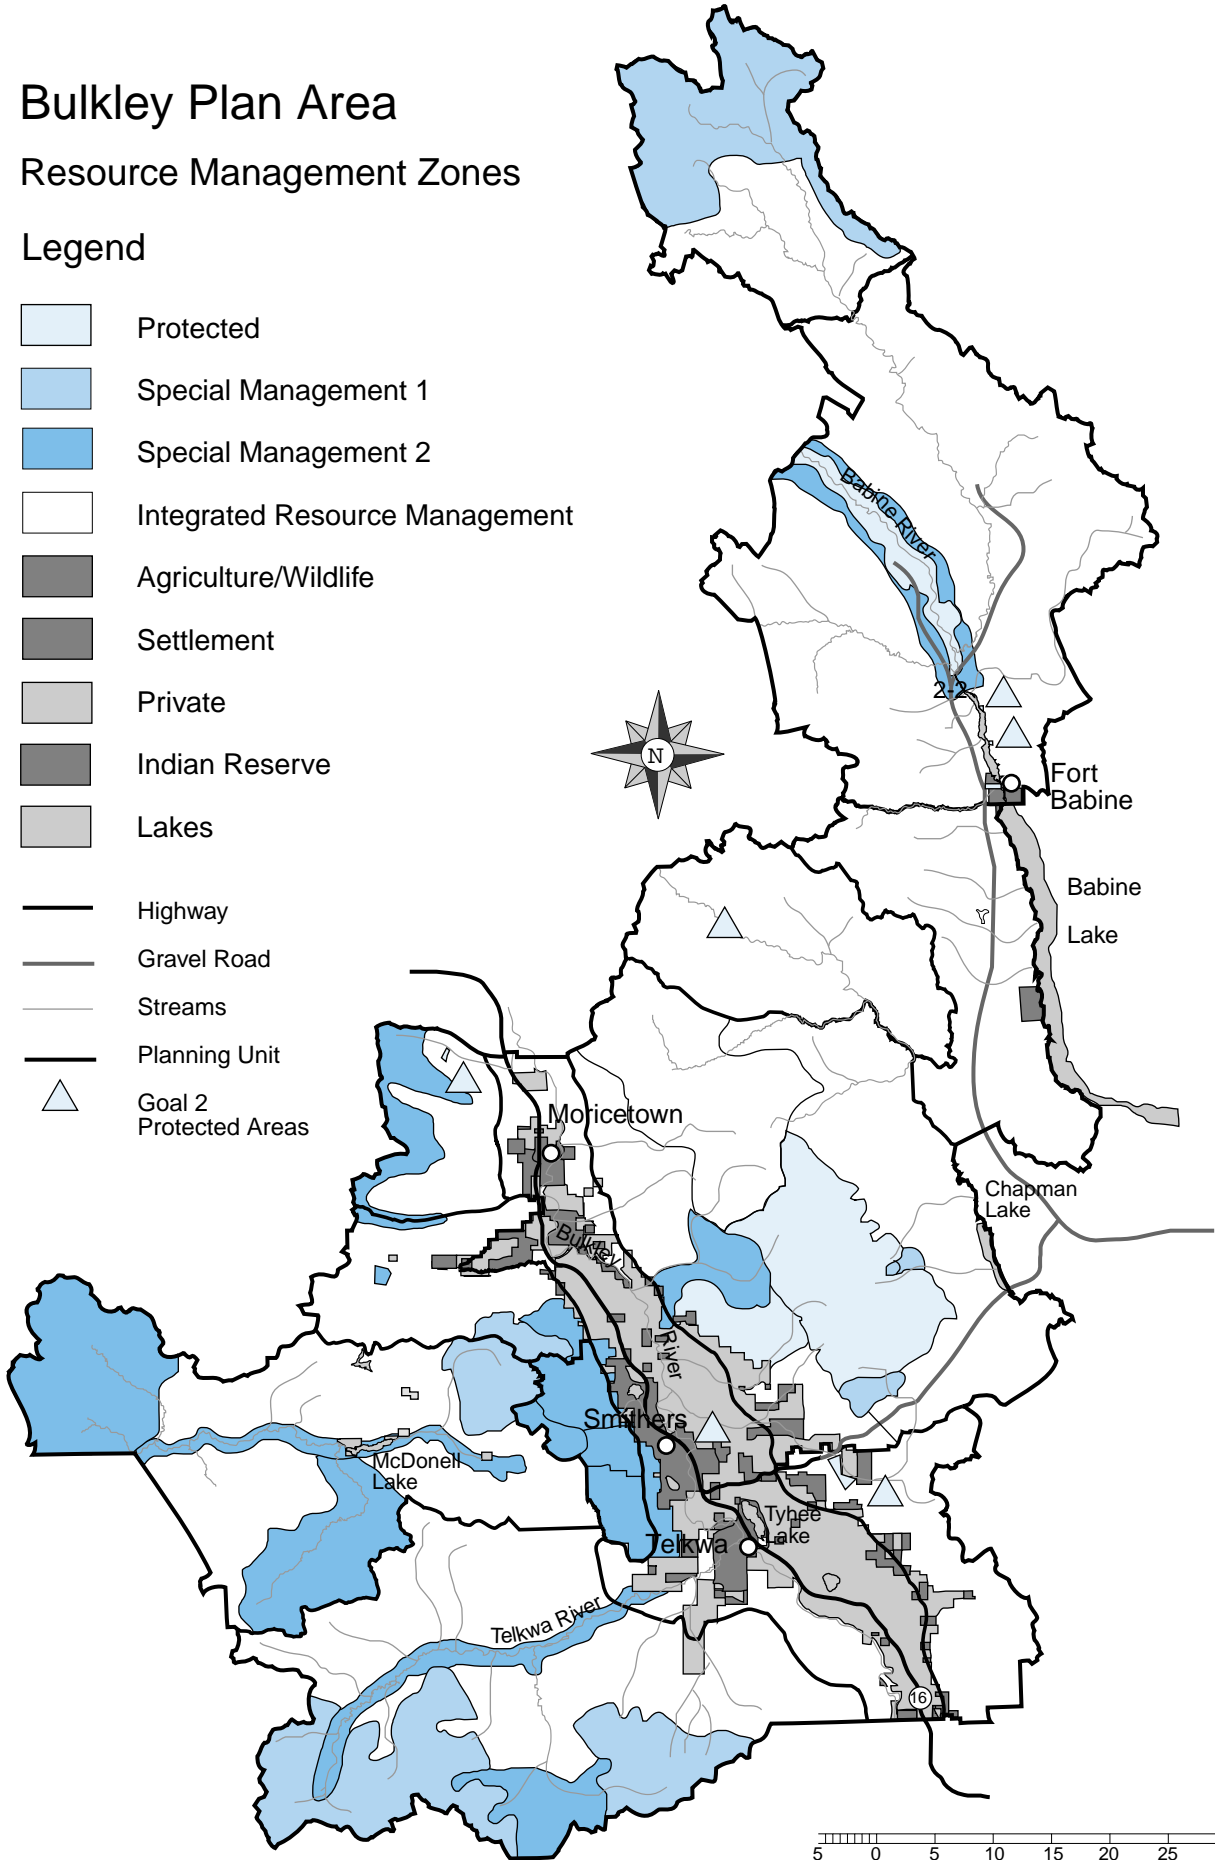 Bulkley Plan Area
Resource Management Zones
Legend
Protected
Special Management 1
Special Management 2
Integrated Resource Management
Agriculture/Wildlife
Settlement
Private
Indian Reserve
Lakes
Highway
Gravel Road
Streams
Planning Unit
Goal 2
Protected Areas
Babine River
2-2
N
Fort
Babine
Babine
Lake
Moricetown
Chapman
Lake
Bulkley
River
Smithers
McDonell
Lake
Tyhee
Lake
Telkwa
Telkwa River
16
5 0 5 10 15 20 25